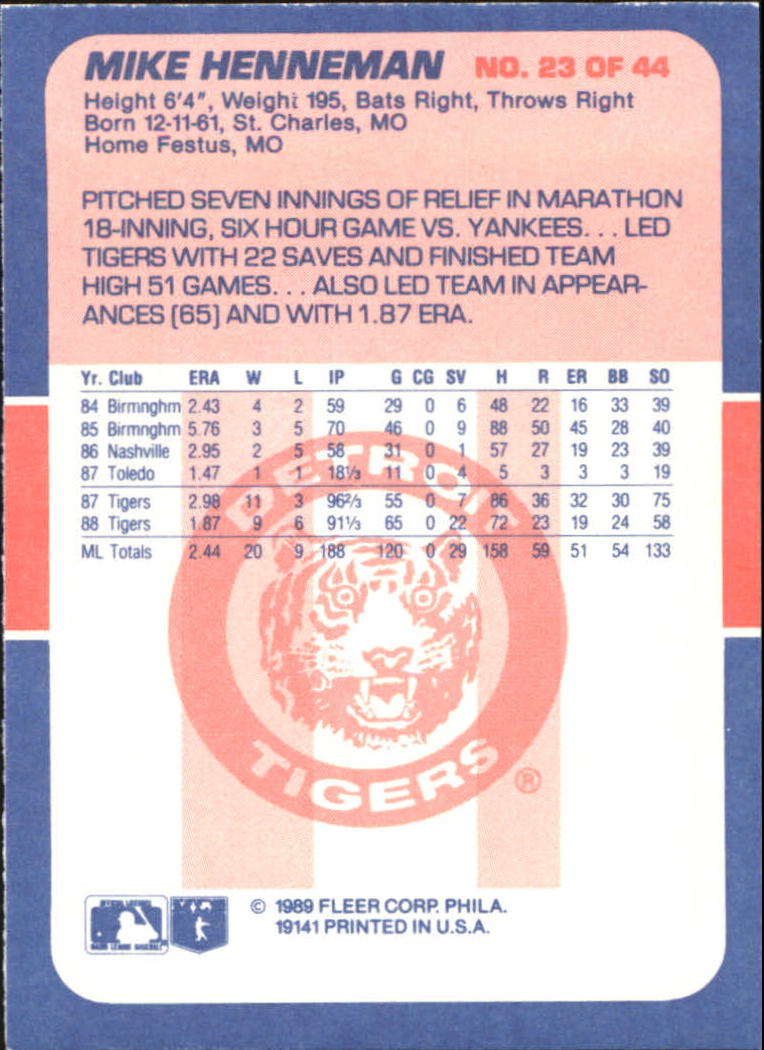 MIKE HENNEMAN NO. 23 OF 44
Height 6'4", Weight 195, Bats Right, Throws Right
Born 12-11-61, St. Charles, MO
Home Festus, MO
PITCHED SEVEN INNINGS OF RELIEF IN MARATHON
18-INNING, SIX HOUR GAME VS. YANKEES... LED
TIGERS WITH 22 SAVES AND FINISHED TEAM
HIGH 51 GAMES... ALSO LED TEAM IN APPEAR-
ANCES (65) AND WITH 1.87 ERA.
Yr. Club ERA W L IP G CG SV H R ER BB SO
84 Birmnghm 2.43 4 2 59 29 0 6 48 22 16 33 39
85 Birmnghm 5.76 3 5 70 46 0 9 88 50 45 28 40
86 Nashville 2.95 2 5 58 31 0 1 57 27 19 23 39
87 Toledo 1.47 1 1 18⅓ 11 0 4 5 3 3 3 19
87 Tigers 2.98 11 3 96⅔ 55 0 7 86 36 32 30 75
88 Tigers 1.87 9 6 91⅓ 65 0 22 72 23 19 24 58
ML Totals 2.44 20 9 188 120 0 29 158 59 51 54 133
DETROIT
TIGERS ®
© 1989 FLEER CORP. PHILA.
19141 PRINTED IN U.S.A.